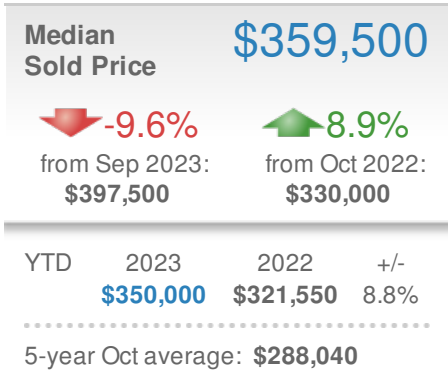 Median
Sold Price
$359,500
-9.6%
from Sep 2023:
$397,500
8.9%
from Oct 2022:
$330,000
YTD 2023 2022 +/-
$350,000 $321,550 8.8%
5-year Oct average: $288,040